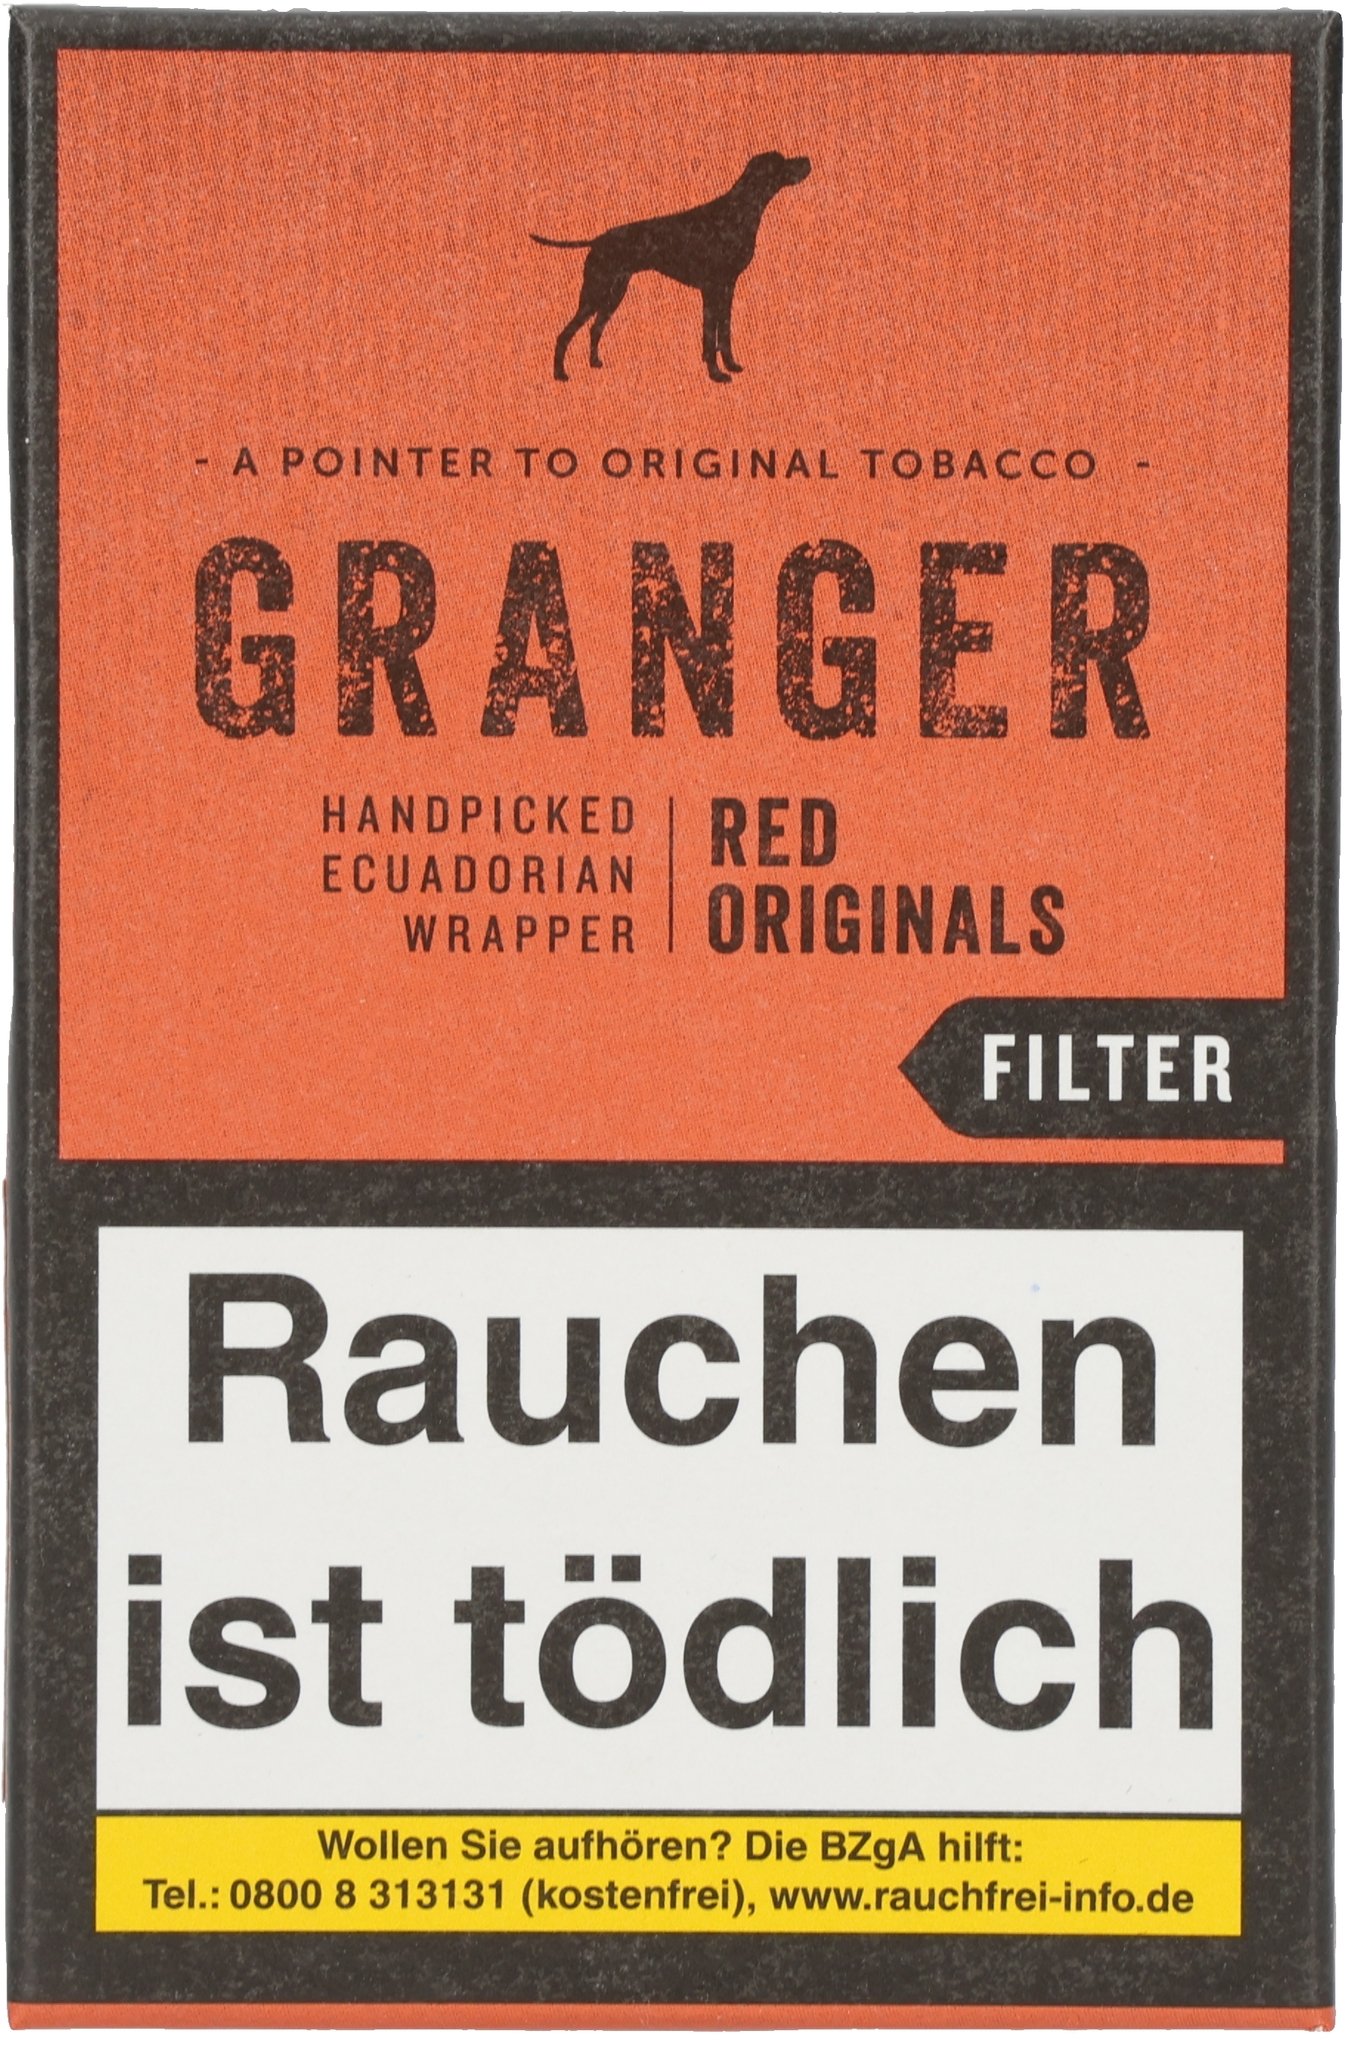 - A POINTER TO ORIGINAL TOBACCO -
GRANGER
HANDPICKED
ECUADORIAN
WRAPPER
RED
ORIGINALS
FILTER
Rauchen
ist tödlich
Wollen Sie aufhören? Die BZgA hilft:
Tel.: 0800 8 313131 (kostenfrei), www.rauchfrei-info.de